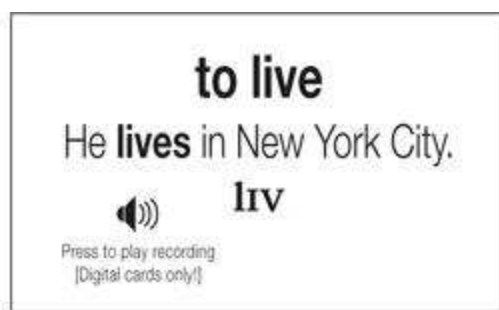 to live
He lives in New York City.
lɪv
Press to play recording
[Digital cards only!]